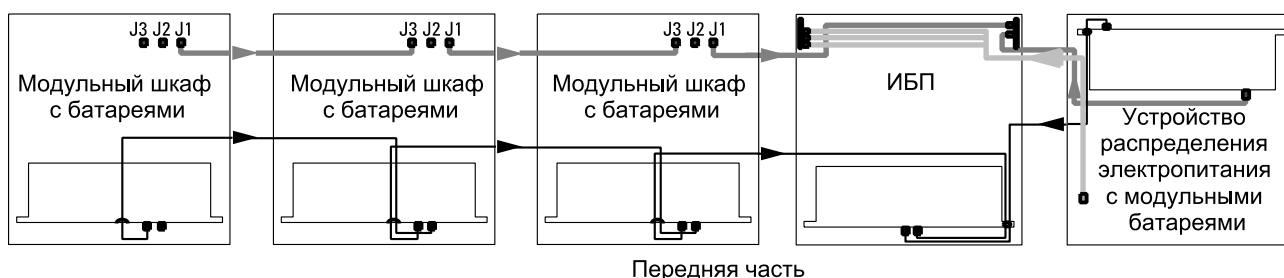 J3 J2 J1
Модульный шкаф
с батареями
J3 J2 J1
Модульный шкаф
с батареями
J3 J2 J1
Модульный шкаф
с батареями
ИБП
Устройство
распределения
электропитания
с модульными
батареями
Передняя часть